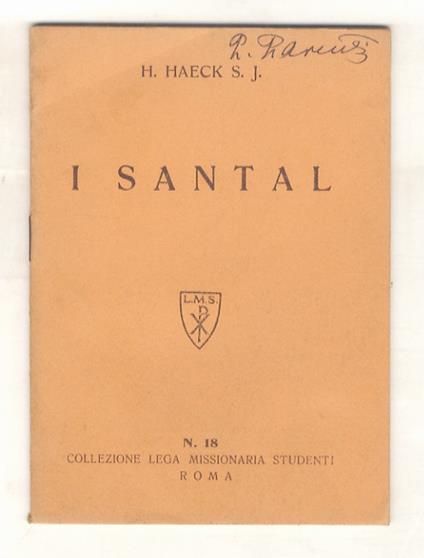 H. HAECK S. J.
I SANTAL
L.M.S.
N. 18
COLLEZIONE LEGA MISSIONARIA STUDENTI
ROMA